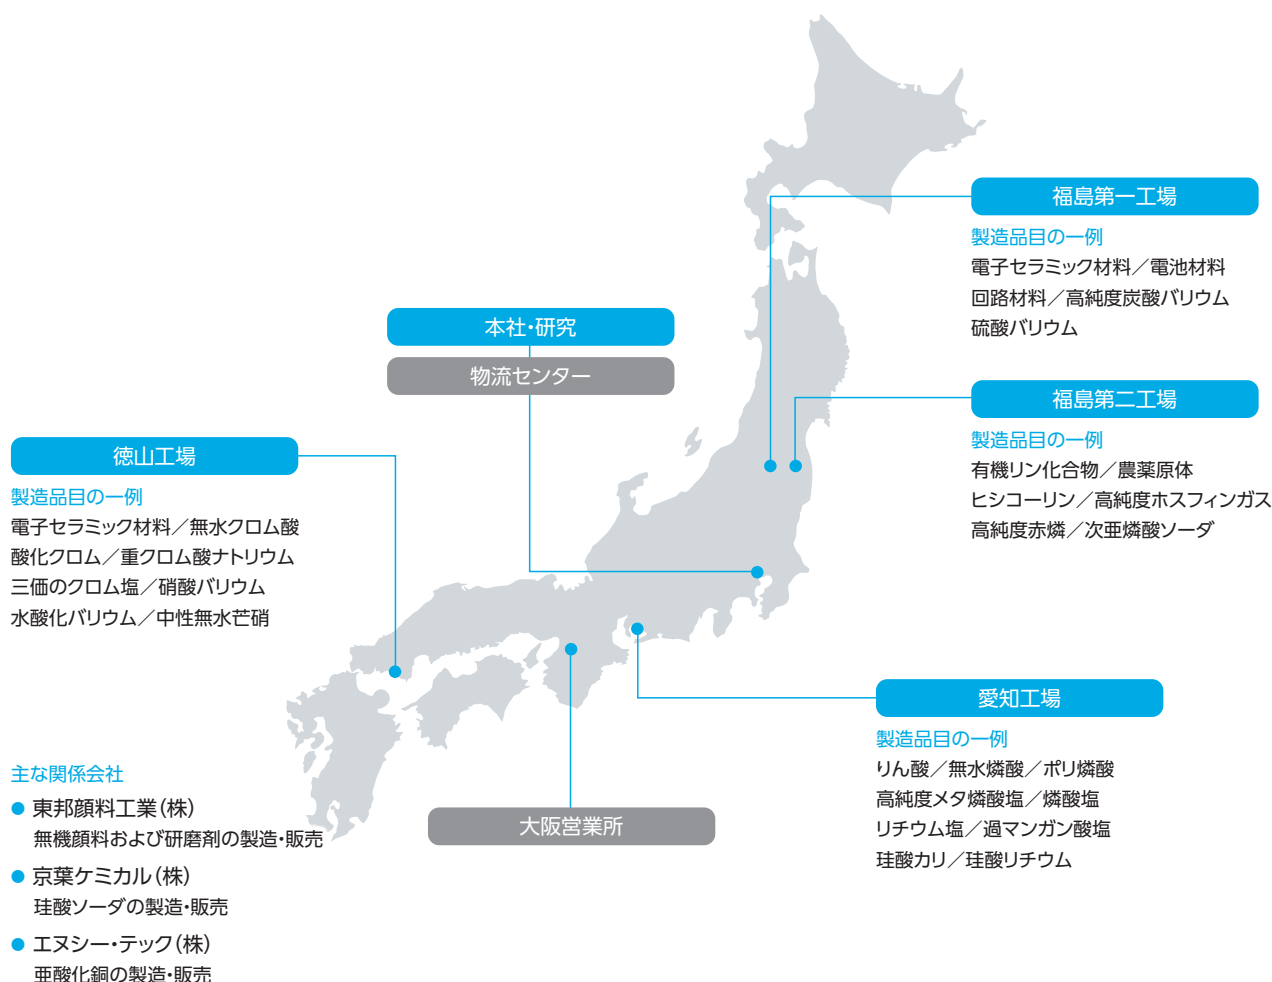 福島第一工場
製造品目の一例
電子セラミック材料／電池材料
回路材料／高純度炭酸バリウム
硫酸バリウム
本社・研究
物流センター
福島第二工場
製造品目の一例
有機リン化合物／農薬原体
ヒシコーリン／高純度ホスフィンガス
高純度赤燐／次亜燐酸ソーダ
徳山工場
製造品目の一例
電子セラミック材料／無水クロム酸
酸化クロム／重クロム酸ナトリウム
三価のクロム塩／硝酸バリウム
水酸化バリウム／中性無水芒硝
愛知工場
製造品目の一例
りん酸／無水燐酸／ポリ燐酸
高純度メタ燐酸塩／燐酸塩
リチウム塩／過マンガン酸塩
珪酸カリ／珪酸リチウム
大阪営業所
主な関係会社
● 東邦顔料工業（株）
無機顔料および研磨剤の製造・販売
● 京葉ケミカル（株）
珪酸ソーダの製造・販売
● エヌシー・テック（株）
亜酸化銅の製造・販売